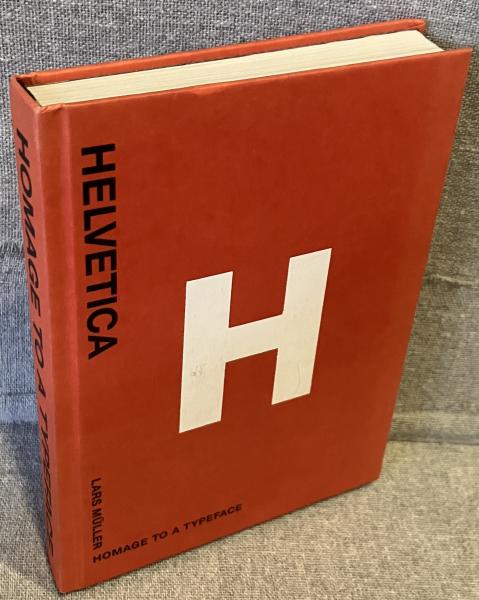 HOMAGE TO A TYPEFACE
HELVETICA
H
LARS MÜLLER
HOMAGE TO A TYPEFACE